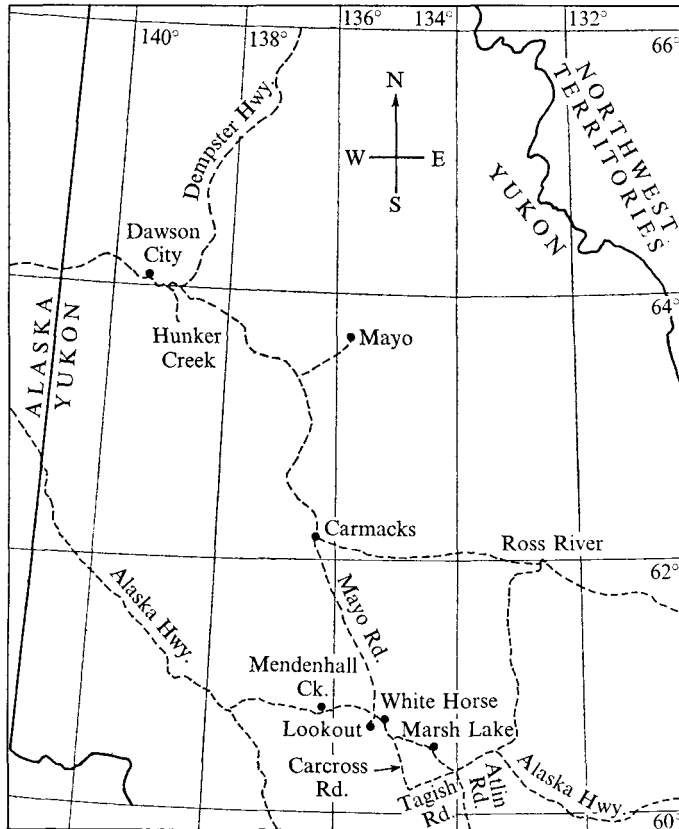 140°
138°
136°
134°
132°
66°
NORTHWEST
TERRITORIES
YUKON
N
W
E
S
Dempster Hwy.
Dawson
City
64°
Hunker
Creek
Mayo
ALASKA
YUKON
Carmacks
Ross River
62°
Alaska
Hwy.
Mayo Rd.
Mendenhall
Ck.
White Horse
Lookout
Marsh Lake
Carcross
Rd.
Tagish
Rd.
Atlin
Rd.
Alaska Hwy.
60°